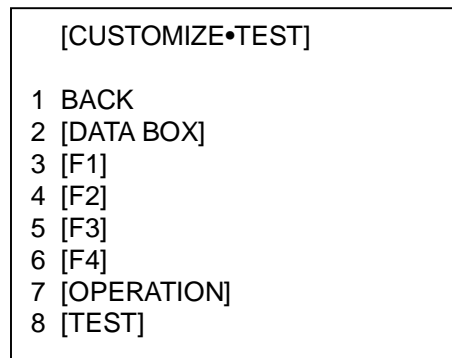 [CUSTOMIZE•TEST]
1 BACK
2 [DATA BOX]
3 [F1]
4 [F2]
5 [F3]
6 [F4]
7 [OPERATION]
8 [TEST]